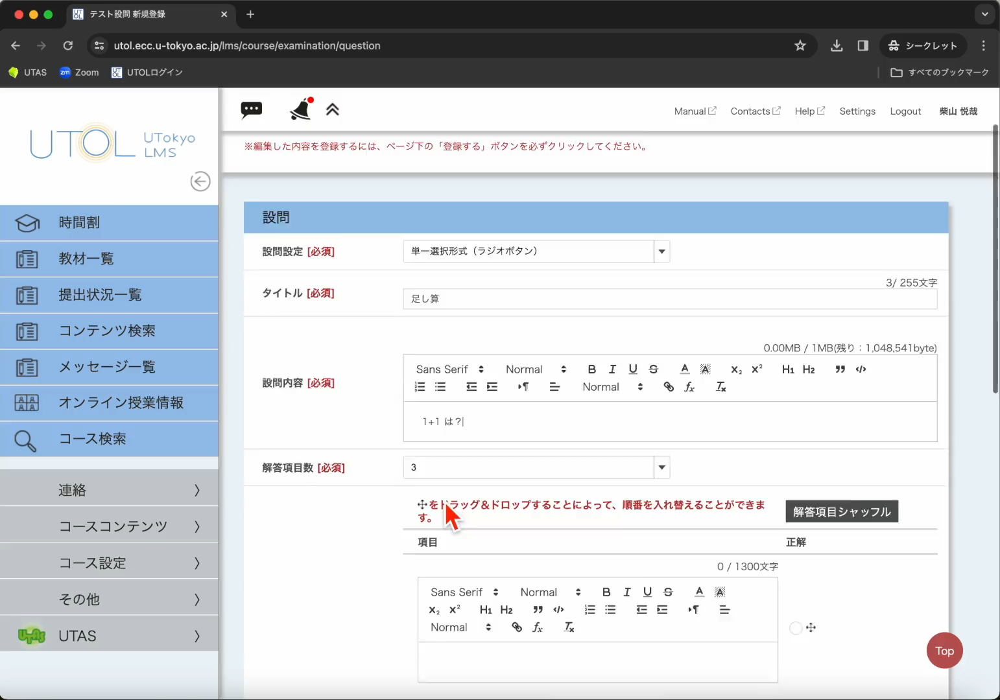 テスト設問 新規登録
utol.ecc.u-tokyo.ac.jp/lms/course/examination/question
シークレット
UTAS
zm Zoom
UTOLログイン
すべてのブックマーク
UTOL UTokyo LMS
Manual
Contacts
Help
Settings
Logout
柴山 悦哉
※編集した内容を登録するには、ページ下の「登録する」ボタンを必ずクリックしてください。
時間割
教材一覧
提出状況一覧
コンテンツ検索
メッセージ一覧
オンライン授業情報
コース検索
連絡
コースコンテンツ
コース設定
その他
UTAS
設問
設問設定 [必須]
単一選択形式（ラジオボタン）
3/ 255文字
タイトル [必須]
足し算
0.00MB / 1MB(残り：1,048,541byte)
設問内容 [必須]
Sans Serif Normal B I U S A A x₂ x² H₁ H₂
Normal fx Tx
1+1 は？
解答項目数 [必須]
3
をドラッグ＆ドロップすることによって、順番を入れ替えることができま
す。
解答項目シャッフル
項目
正解
0 / 1300文字
Sans Serif Normal B I U S A A
x₂ x² H₁ H₂
Normal fx Tx
Top